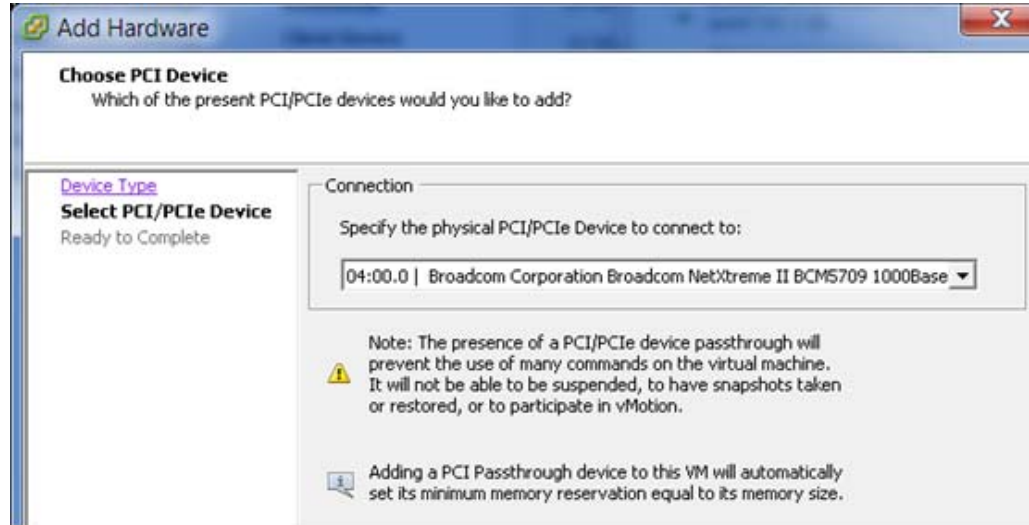 Add Hardware
Choose PCI Device
Which of the present PCI/PCIe devices would you like to add?
Device Type
Select PCI/PCIe Device
Ready to Complete
Connection
Specify the physical PCI/PCIe Device to connect to:
04:00.0 | Broadcom Corporation Broadcom NetXtreme II BCM5709 1000Base
Note: The presence of a PCI/PCIe device passthrough will
prevent the use of many commands on the virtual machine.
It will not be able to be suspended, to have snapshots taken
or restored, or to participate in vMotion.
Adding a PCI Passthrough device to this VM will automatically
set its minimum memory reservation equal to its memory size.